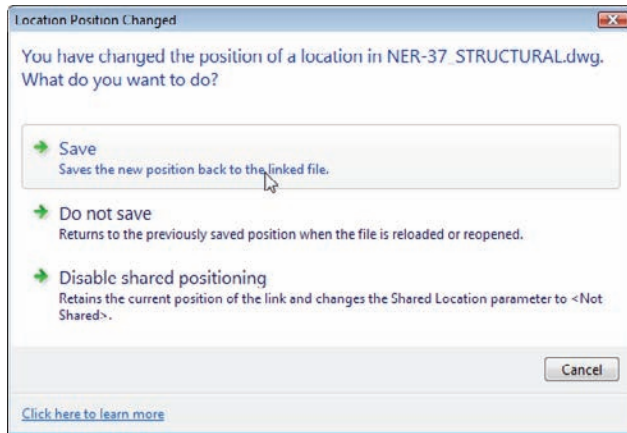 Location Position Changed
You have changed the position of a location in NER-37_STRUCTURAL.dwg.
What do you want to do?
Save
Saves the new position back to the linked file.
Do not save
Returns to the previously saved position when the file is reloaded or reopened.
Disable shared positioning
Retains the current position of the link and changes the Shared Location parameter to <Not
Shared>.
Cancel
Click here to learn more